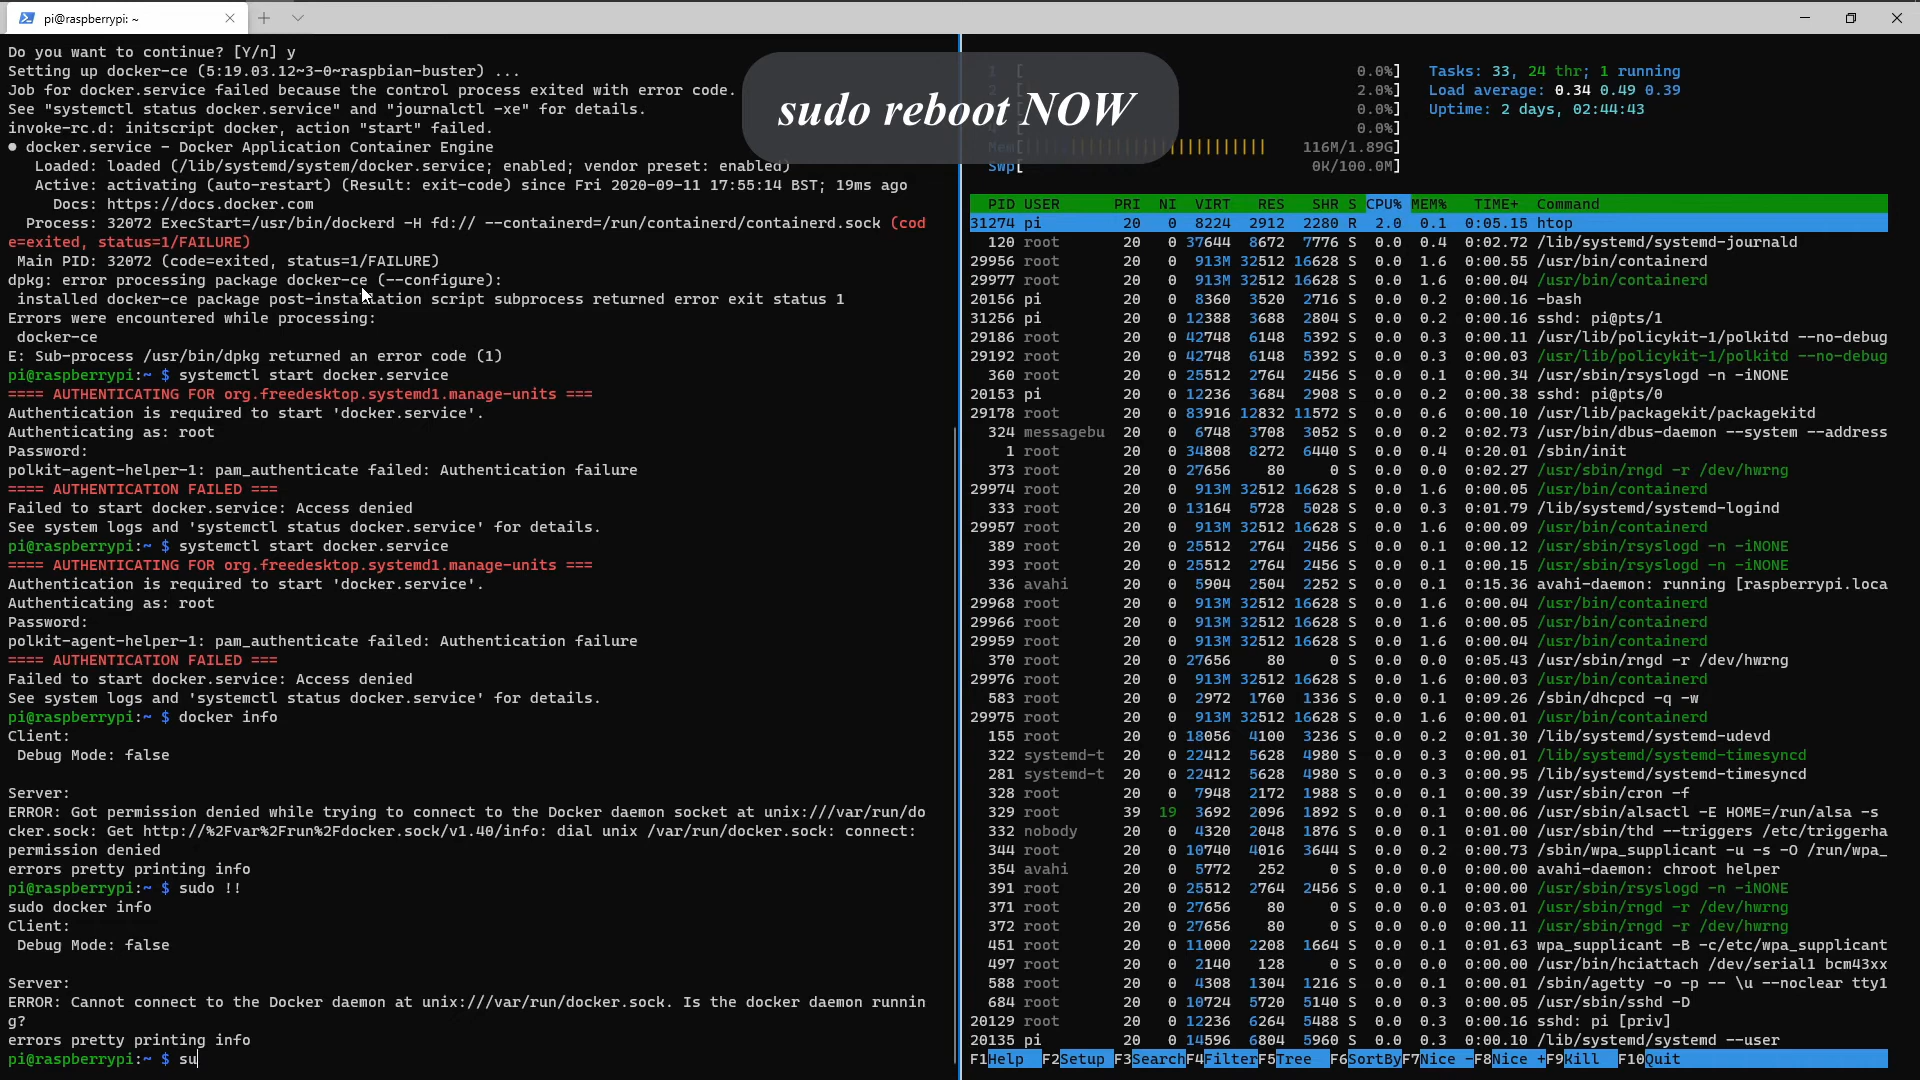 pi@raspberrypi: ~
Do you want to continue? [Y/n] y
Setting up docker-ce (5:19.03.12~3-0~raspbian-buster) ...
Job for docker.service failed because the control process exited with error code.
See "systemctl status docker.service" and "journalctl -xe" for details.
invoke-rc.d: initscript docker, action "start" failed.
● docker.service - Docker Application Container Engine
Loaded: loaded (/lib/systemd/system/docker.service; enabled; vendor preset: enabled)
Active: activating (auto-restart) (Result: exit-code) since Fri 2020-09-11 17:55:14 BST; 19ms ago
Docs: https://docs.docker.com
Process: 32072 ExecStart=/usr/bin/dockerd -H fd:// --containerd=/run/containerd/containerd.sock (cod
e=exited, status=1/FAILURE)
Main PID: 32072 (code=exited, status=1/FAILURE)
dpkg: error processing package docker-ce (--configure):
installed docker-ce package post-installation script subprocess returned error exit status 1
Errors were encountered while processing:
docker-ce
E: Sub-process /usr/bin/dpkg returned an error code (1)
pi@raspberrypi:~ $ systemctl start docker.service
==== AUTHENTICATING FOR org.freedesktop.systemd1.manage-units ===
Authentication is required to start 'docker.service'.
Authenticating as: root
Password:
polkit-agent-helper-1: pam_authenticate failed: Authentication failure
==== AUTHENTICATION FAILED ===
Failed to start docker.service: Access denied
See system logs and 'systemctl status docker.service' for details.
pi@raspberrypi:~ $ systemctl start docker.service
==== AUTHENTICATING FOR org.freedesktop.systemd1.manage-units ===
Authentication is required to start 'docker.service'.
Authenticating as: root
Password:
polkit-agent-helper-1: pam_authenticate failed: Authentication failure
==== AUTHENTICATION FAILED ===
Failed to start docker.service: Access denied
See system logs and 'systemctl status docker.service' for details.
pi@raspberrypi:~ $ docker info
Client:
Debug Mode: false
Server:
ERROR: Got permission denied while trying to connect to the Docker daemon socket at unix:///var/run/do
cker.sock: Get http://%2Fvar%2Frun%2Fdocker.sock/v1.40/info: dial unix /var/run/docker.sock: connect:
permission denied
errors pretty printing info
pi@raspberrypi:~ $ sudo !!
sudo docker info
Client:
Debug Mode: false
Server:
ERROR: Cannot connect to the Docker daemon at unix:///var/run/docker.sock. Is the docker daemon runnin
g?
errors pretty printing info
pi@raspberrypi:~ $ su
sudo reboot NOW
1 [ 0.0%] Tasks: 33, 24 thr; 1 running
2 [ 2.0%] Load average: 0.34 0.49 0.39
[ 0.0%] Uptime: 2 days, 02:44:43
4 [ 0.0%]
Mem[ 116M/1.89G]
Swp[ 0K/100.0M]
PID USER PRI NI VIRT RES SHR S CPU% MEM% TIME+ Command
31274 pi 20 0 8224 2912 2280 R 2.0 0.1 0:05.15 htop
120 root 20 0 37644 8672 7776 S 0.0 0.4 0:02.72 /lib/systemd/systemd-journald
29956 root 20 0 913M 32512 16628 S 0.0 1.6 0:00.55 /usr/bin/containerd
29977 root 20 0 913M 32512 16628 S 0.0 1.6 0:00.04 /usr/bin/containerd
20156 pi 20 0 8360 3520 2716 S 0.0 0.2 0:00.16 -bash
31256 pi 20 0 12388 3688 2804 S 0.0 0.2 0:00.16 sshd: pi@pts/1
29186 root 20 0 42748 6148 5392 S 0.0 0.3 0:00.11 /usr/lib/policykit-1/polkitd --no-debug
29192 root 20 0 42748 6148 5392 S 0.0 0.3 0:00.03 /usr/lib/policykit-1/polkitd --no-debug
360 root 20 0 25512 2764 2456 S 0.0 0.1 0:00.34 /usr/sbin/rsyslogd -n -iNONE
20153 pi 20 0 12236 3684 2908 S 0.0 0.2 0:00.38 sshd: pi@pts/0
29178 root 20 0 83916 12832 11572 S 0.0 0.6 0:00.10 /usr/lib/packagekit/packagekitd
324 messagebu 20 0 6748 3708 3052 S 0.0 0.2 0:02.73 /usr/bin/dbus-daemon --system --address
1 root 20 0 34808 8272 6440 S 0.0 0.4 0:20.01 /sbin/init
373 root 20 0 27656 80 0 S 0.0 0.0 0:02.27 /usr/sbin/rngd -r /dev/hwrng
29974 root 20 0 913M 32512 16628 S 0.0 1.6 0:00.05 /usr/bin/containerd
333 root 20 0 13164 5728 5028 S 0.0 0.3 0:01.79 /lib/systemd/systemd-logind
29957 root 20 0 913M 32512 16628 S 0.0 1.6 0:00.09 /usr/bin/containerd
389 root 20 0 25512 2764 2456 S 0.0 0.1 0:00.12 /usr/sbin/rsyslogd -n -iNONE
393 root 20 0 25512 2764 2456 S 0.0 0.1 0:00.15 /usr/sbin/rsyslogd -n -iNONE
336 avahi 20 0 5904 2504 2252 S 0.0 0.1 0:15.36 avahi-daemon: running [raspberrypi.loca
29968 root 20 0 913M 32512 16628 S 0.0 1.6 0:00.04 /usr/bin/containerd
29966 root 20 0 913M 32512 16628 S 0.0 1.6 0:00.05 /usr/bin/containerd
29959 root 20 0 913M 32512 16628 S 0.0 1.6 0:00.04 /usr/bin/containerd
370 root 20 0 27656 80 0 S 0.0 0.0 0:05.43 /usr/sbin/rngd -r /dev/hwrng
29976 root 20 0 913M 32512 16628 S 0.0 1.6 0:00.03 /usr/bin/containerd
583 root 20 0 2972 1760 1336 S 0.0 0.1 0:09.26 /sbin/dhcpcd -q -w
29975 root 20 0 913M 32512 16628 S 0.0 1.6 0:00.01 /usr/bin/containerd
155 root 20 0 18056 4100 3236 S 0.0 0.2 0:01.30 /lib/systemd/systemd-udevd
322 systemd-t 20 0 22412 5628 4980 S 0.0 0.3 0:00.01 /lib/systemd/systemd-timesyncd
281 systemd-t 20 0 22412 5628 4980 S 0.0 0.3 0:00.95 /lib/systemd/systemd-timesyncd
328 root 20 0 7948 2172 1988 S 0.0 0.1 0:00.39 /usr/sbin/cron -f
329 root 39 19 3692 2096 1892 S 0.0 0.1 0:00.06 /usr/sbin/alsactl -E HOME=/run/alsa -s
332 nobody 20 0 4320 2048 1876 S 0.0 0.1 0:01.00 /usr/sbin/thd --triggers /etc/triggerha
344 root 20 0 10740 4016 3644 S 0.0 0.2 0:00.73 /sbin/wpa_supplicant -u -s -O /run/wpa_
354 avahi 20 0 5772 252 0 S 0.0 0.0 0:00.00 avahi-daemon: chroot helper
391 root 20 0 25512 2764 2456 S 0.0 0.1 0:00.00 /usr/sbin/rsyslogd -n -iNONE
371 root 20 0 27656 80 0 S 0.0 0.0 0:03.01 /usr/sbin/rngd -r /dev/hwrng
372 root 20 0 27656 80 0 S 0.0 0.0 0:00.11 /usr/sbin/rngd -r /dev/hwrng
451 root 20 0 11000 2208 1664 S 0.0 0.1 0:01.63 wpa_supplicant -B -c/etc/wpa_supplicant
497 root 20 0 2140 128 0 S 0.0 0.0 0:00.00 /usr/bin/hciattach /dev/serial1 bcm43xx
588 root 20 0 4308 1304 1216 S 0.0 0.1 0:00.01 /sbin/agetty -o -p -- \u --noclear tty1
684 root 20 0 10724 5720 5140 S 0.0 0.3 0:00.05 /usr/sbin/sshd -D
20129 root 20 0 12236 6264 5488 S 0.0 0.3 0:00.16 sshd: pi [priv]
20135 pi 20 0 14596 6804 5960 S 0.0 0.3 0:00.10 /lib/systemd/systemd --user
F1Help F2Setup F3SearchF4FilterF5Tree F6SortByF7Nice -F8Nice +F9Kill F10Quit